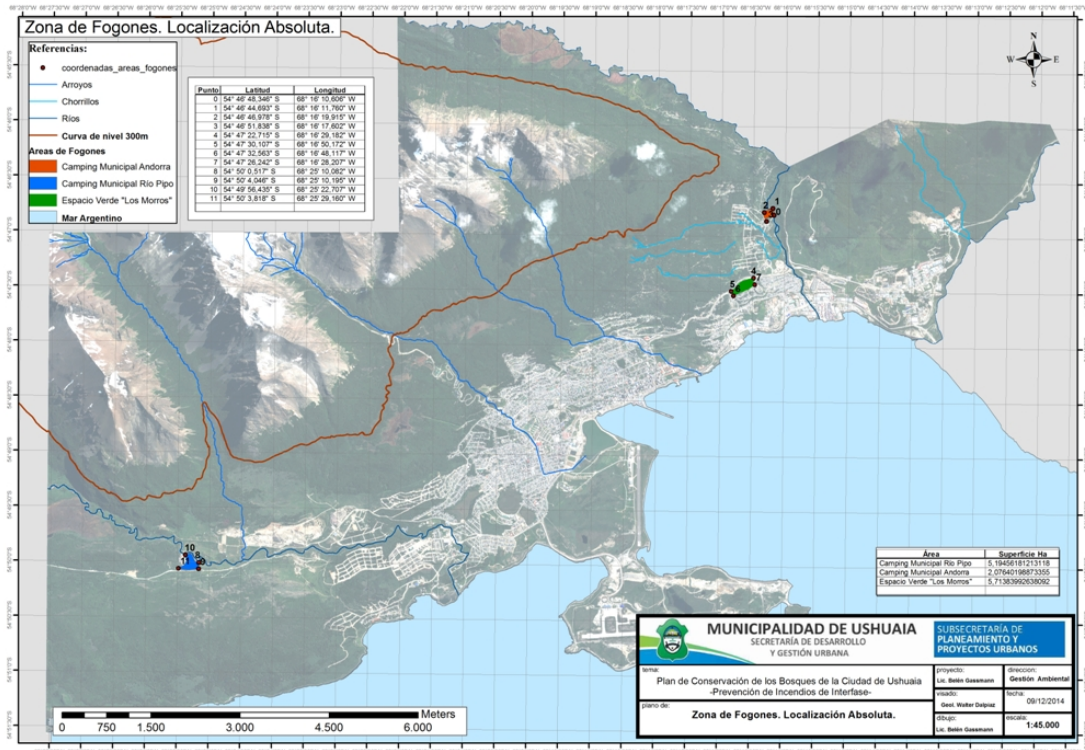 Zona de Fogones. Localización Absoluta.
Referencias:
coordenadas_areas_fogones
Arroyos
Chorrillos
Ríos
Curva de nivel 300m
Areas de Fogones
Camping Municipal Andorra
Camping Municipal Río Pipo
Espacio Verde "Los Morros"
Mar Argentino
Punto Latitud Longitud
0 54° 46' 48,346" S 68° 16' 10,606" W
1 54° 46' 44,693" S 68° 16' 11,760" W
2 54° 46' 46,978" S 68° 16' 19,915" W
3 54° 46' 51,838" S 68° 16' 17,602" W
4 54° 47' 22,715" S 68° 16' 29,182" W
5 54° 47' 30,107" S 68° 16' 50,172" W
6 54° 47' 32,563" S 68° 16' 48,117" W
7 54° 47' 26,242" S 68° 16' 28,207" W
8 54° 50' 0,517" S 68° 25' 10,082" W
9 54° 50' 4,046" S 68° 25' 10,195" W
10 54° 49' 56,435" S 68° 25' 22,707" W
11 54° 50' 3,818" S 68° 25' 29,160" W
N
W E
S
2 1
0
4
7
5
10
8
Área Superficie Ha
Camping Municipal Rio Pipo 5,19456181213118
Camping Municipal Andorra 2,07640198873355
Espacio Verde "Los Morros" 5,71383992638092
MUNICIPALIDAD DE USHUAIA
SECRETARÍA DE DESARROLLO
Y GESTIÓN URBANA
SUBSECRETARÍA DE
PLANEAMIENTO Y
PROYECTOS URBANOS
tema:
Plan de Conservación de los Bosques de la Ciudad de Ushuaia
-Prevención de Incendios de Interfase-
plano de:
Zona de Fogones. Localización Absoluta.
proyecto:
Lic. Belén Gassmann
direccion:
Gestión Ambiental
visado:
Geol. Walter Dalpiaz
fecha:
09/12/2014
dibujo:
Lic. Belén Gassmann
escala:
1:45.000
Meters
0 750 1.500 3.000 4.500 6.000